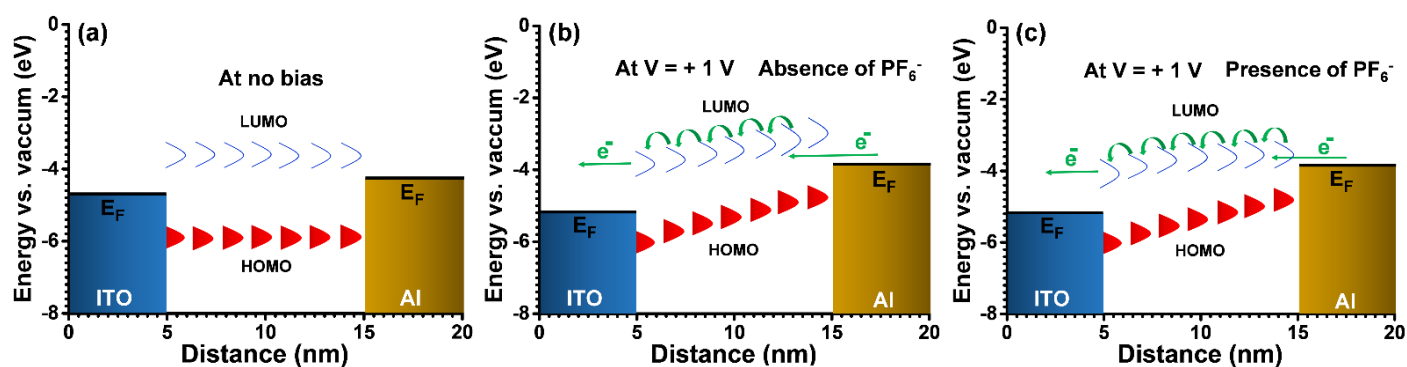 (a)
At no bias
LUMO
HOMO
E_F
E_F
ITO
Al
Energy vs. vaccum (eV)
0
-2
-4
-6
-8
0
5
10
15
20
Distance (nm)
(b)
At V = + 1 V Absence of PF6-
LUMO
e-
e-
HOMO
E_F
E_F
ITO
Al
Energy vs. vaccum (eV)
0
-2
-4
-6
-8
0
5
10
15
20
Distance (nm)
(c)
At V = + 1 V Presence of PF6-
LUMO
e-
e-
HOMO
E_F
E_F
ITO
Al
Energy vs. vaccum (eV)
0
-2
-4
-6
-8
0
5
10
15
20
Distance (nm)